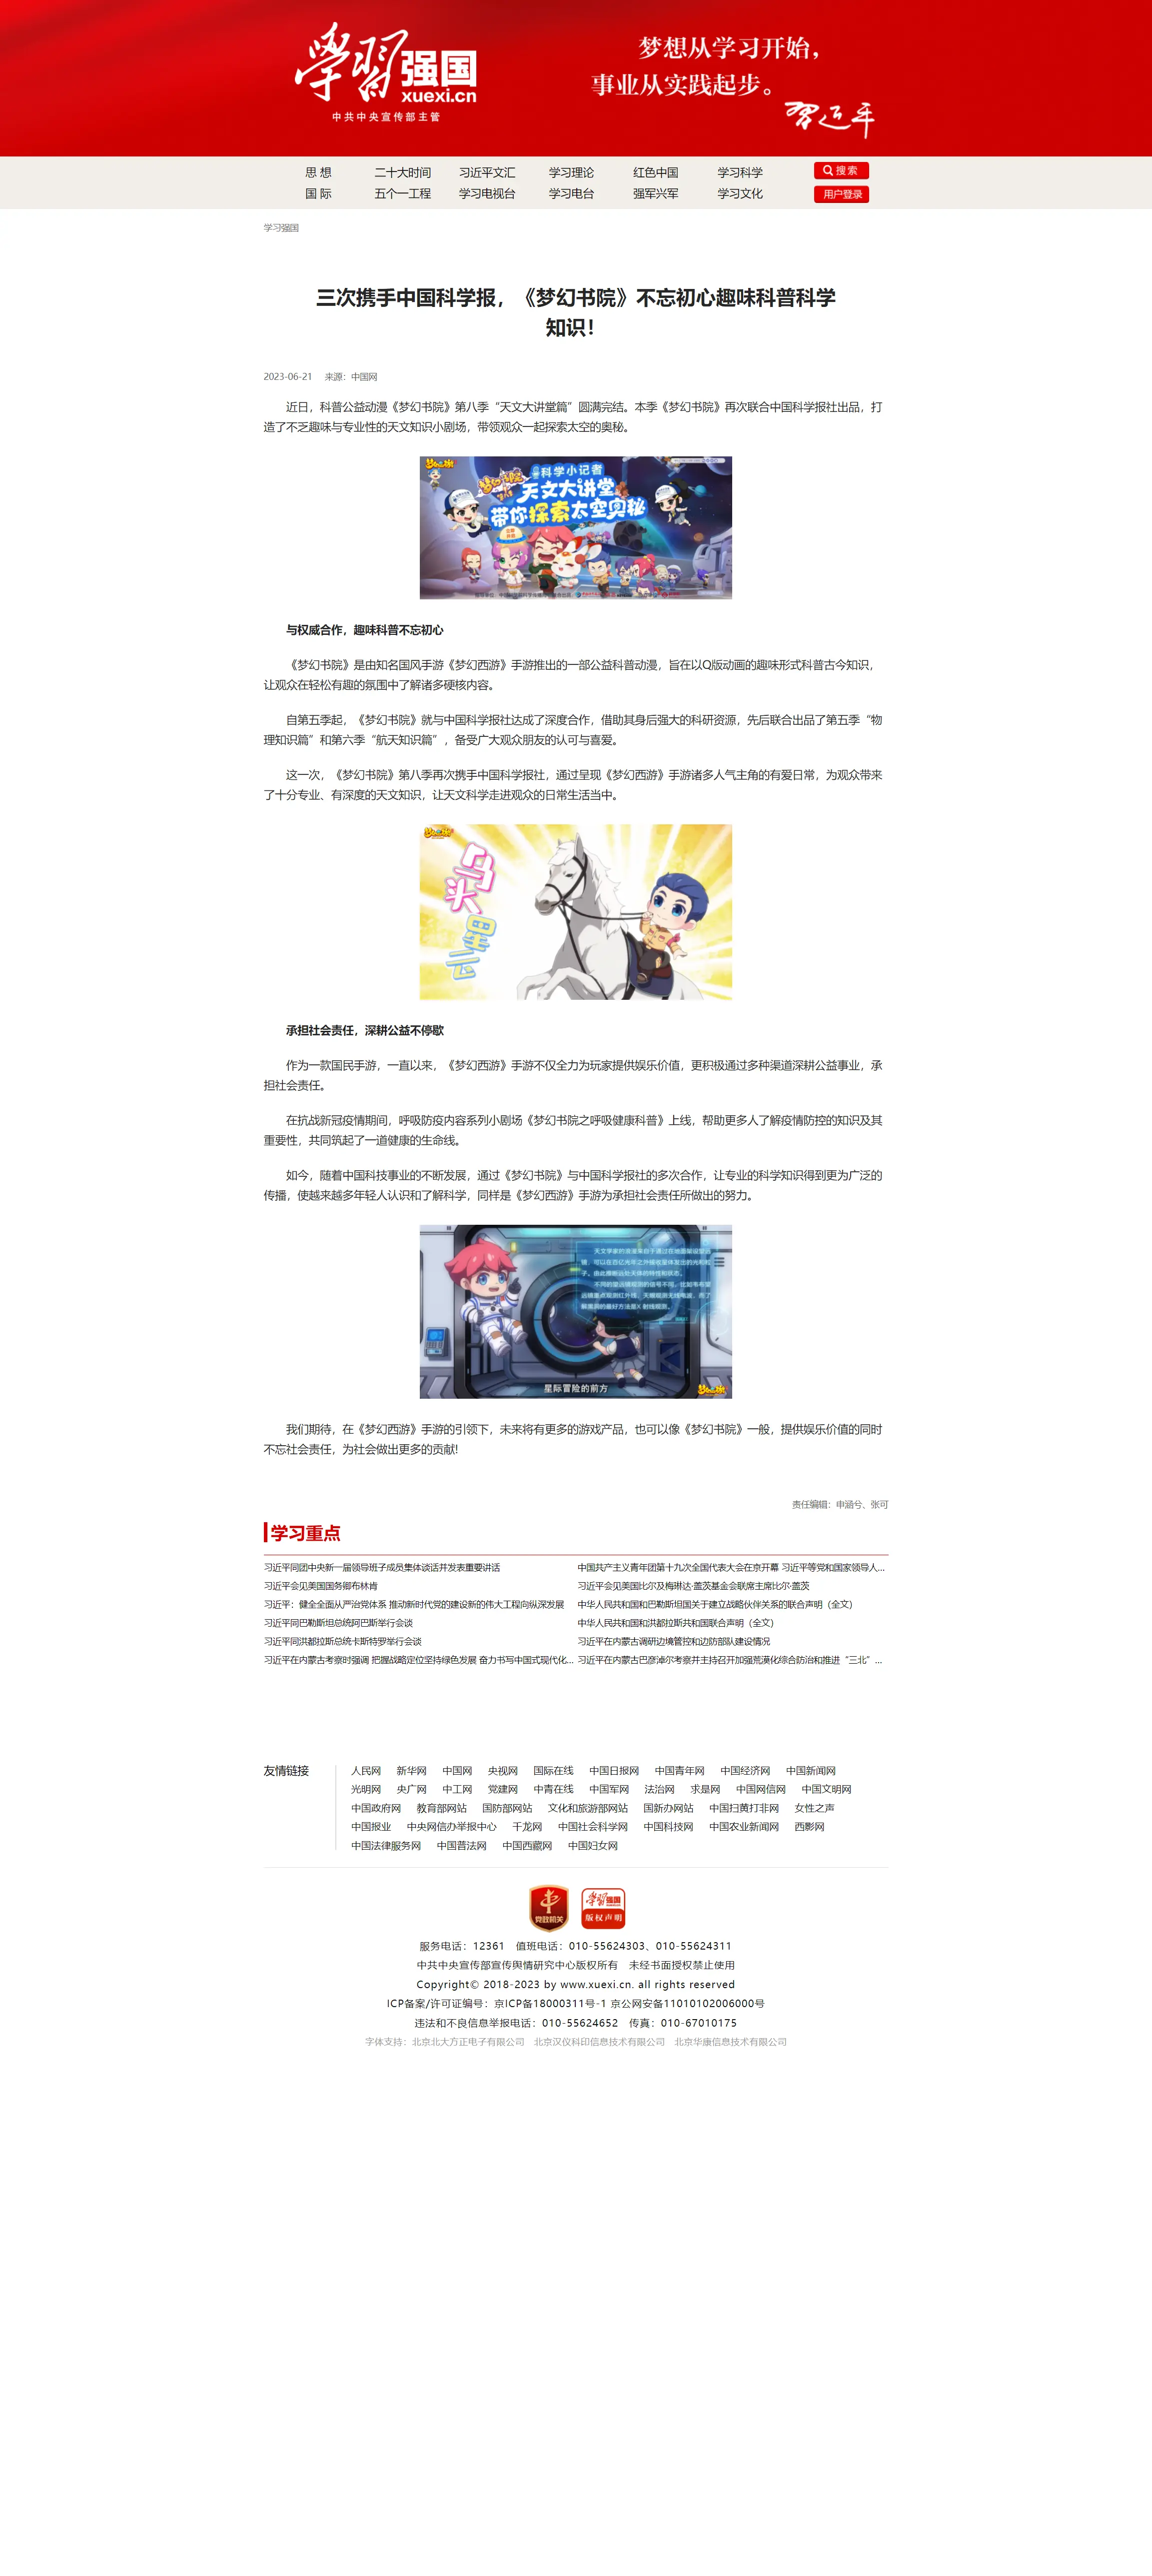 學習强国
xuexi.cn
中共中央宣传部主管
梦想从学习开始，
事业从实践起步。
习近平
思 想 二十大时间 习近平文汇 学习理论 红色中国 学习科学 搜索
国 际 五个一工程 学习电视台 学习电台 强军兴军 学习文化 用户登录
学习强国
三次携手中国科学报，《梦幻书院》不忘初心趣味科普科学
知识！
2023-06-21 来源：中国网
近日，科普公益动漫《梦幻书院》第八季“天文大讲堂篇”圆满完结。本季《梦幻书院》再次联合中国科学报社出品，打
造了不乏趣味与专业性的天文知识小剧场，带领观众一起探索太空的奥秘。
科学小记者
天文大讲堂
带你探索太空奥秘
与权威合作，趣味科普不忘初心
《梦幻书院》是由知名国风手游《梦幻西游》手游推出的一部公益科普动漫，旨在以Q版动画的趣味形式科普古今知识，
让观众在轻松有趣的氛围中了解诸多硬核内容。
自第五季起，《梦幻书院》就与中国科学报社达成了深度合作，借助其身后强大的科研资源，先后联合出品了第五季“物
理知识篇”和第六季“航天知识篇”，备受广大观众朋友的认可与喜爱。
这一次，《梦幻书院》第八季再次携手中国科学报社，通过呈现《梦幻西游》手游诸多人气主角的有爱日常，为观众带来
了十分专业、有深度的天文知识，让天文科学走进观众的日常生活当中。
马头
星云
承担社会责任，深耕公益不停歇
作为一款国民手游，一直以来，《梦幻西游》手游不仅全力为玩家提供娱乐价值，更积极通过多种渠道深耕公益事业，承
担社会责任。
在抗战新冠疫情期间，呼吸防疫内容系列小剧场《梦幻书院之呼吸健康科普》上线，帮助更多人了解疫情防控的知识及其
重要性，共同筑起了一道健康的生命线。
如今，随着中国科技事业的不断发展，通过《梦幻书院》与中国科学报社的多次合作，让专业的科学知识得到更为广泛的
传播，使越来越多年轻人认识和了解科学，同样是《梦幻西游》手游为承担社会责任所做出的努力。
星际冒险的前方
我们期待，在《梦幻西游》手游的引领下，未来将有更多的游戏产品，也可以像《梦幻书院》一般，提供娱乐价值的同时
不忘社会责任，为社会做出更多的贡献!
责任编辑：申涵兮、张可
学习重点
习近平同团中央新一届领导班子成员集体谈话并发表重要讲话 中国共产主义青年团第十九次全国代表大会在京开幕 习近平等党和国家领导人...
习近平会见美国国务卿布林肯 习近平会见美国比尔及梅琳达·盖茨基金会联席主席比尔·盖茨
习近平：健全全面从严治党体系 推动新时代党的建设新的伟大工程向纵深发展 中华人民共和国和巴勒斯坦国关于建立战略伙伴关系的联合声明（全文）
习近平同巴勒斯坦总统阿巴斯举行会谈 中华人民共和国和洪都拉斯共和国联合声明（全文）
习近平同洪都拉斯总统卡斯特罗举行会谈 习近平在内蒙古调研边境管控和边防部队建设情况
习近平在内蒙古考察时强调 把握战略定位坚持绿色发展 奋力书写中国式现代化... 习近平在内蒙古巴彦淖尔考察并主持召开加强荒漠化综合防治和推进“三北”...
友情链接 人民网 新华网 中国网 央视网 国际在线 中国日报网 中国青年网 中国经济网 中国新闻网
光明网 央广网 中工网 党建网 中青在线 中国军网 法治网 求是网 中国网信网 中国文明网
中国政府网 教育部网站 国防部网站 文化和旅游部网站 国新办网站 中国扫黄打非网 女性之声
中国报业 中央网信办举报中心 千龙网 中国社会科学网 中国科技网 中国农业新闻网 西影网
中国法律服务网 中国普法网 中国西藏网 中国妇女网
党政机关 學習强国 版权声明
服务电话：12361 值班电话：010-55624303、010-55624311
中共中央宣传部宣传舆情研究中心版权所有 未经书面授权禁止使用
Copyright© 2018-2023 by www.xuexi.cn. all rights reserved
ICP备案/许可证编号：京ICP备18000311号-1 京公网安备11010102006000号
违法和不良信息举报电话：010-55624652 传真：010-67010175
字体支持：北京北大方正电子有限公司 北京汉仪科印信息技术有限公司 北京华康信息技术有限公司